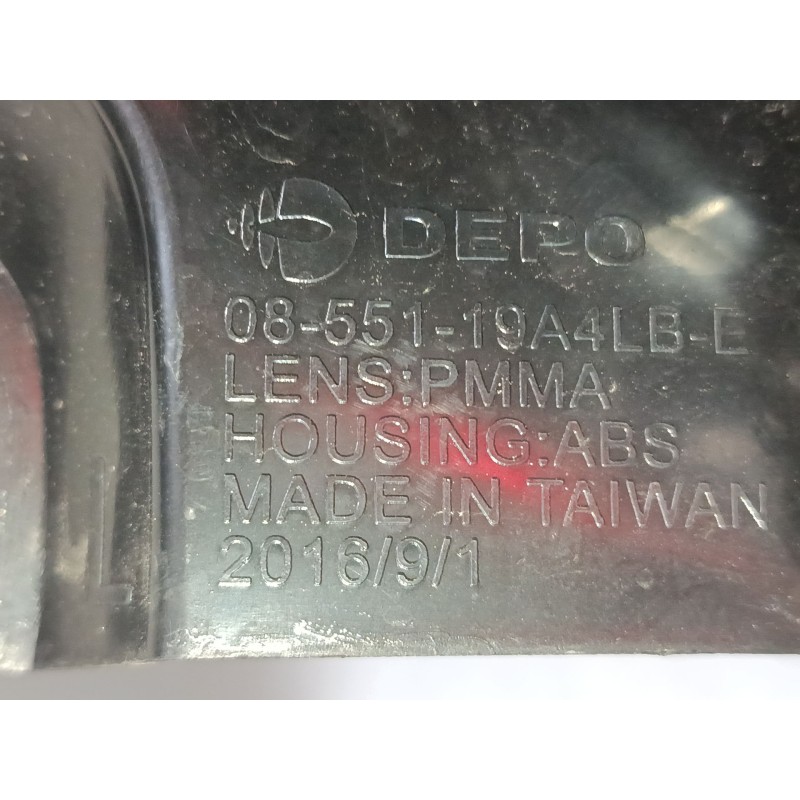 DEPO
08-551-19A4LB-E
LENS:PMMA
HOUSING:ABS
MADE IN TAIWAN
2016/9/1
L